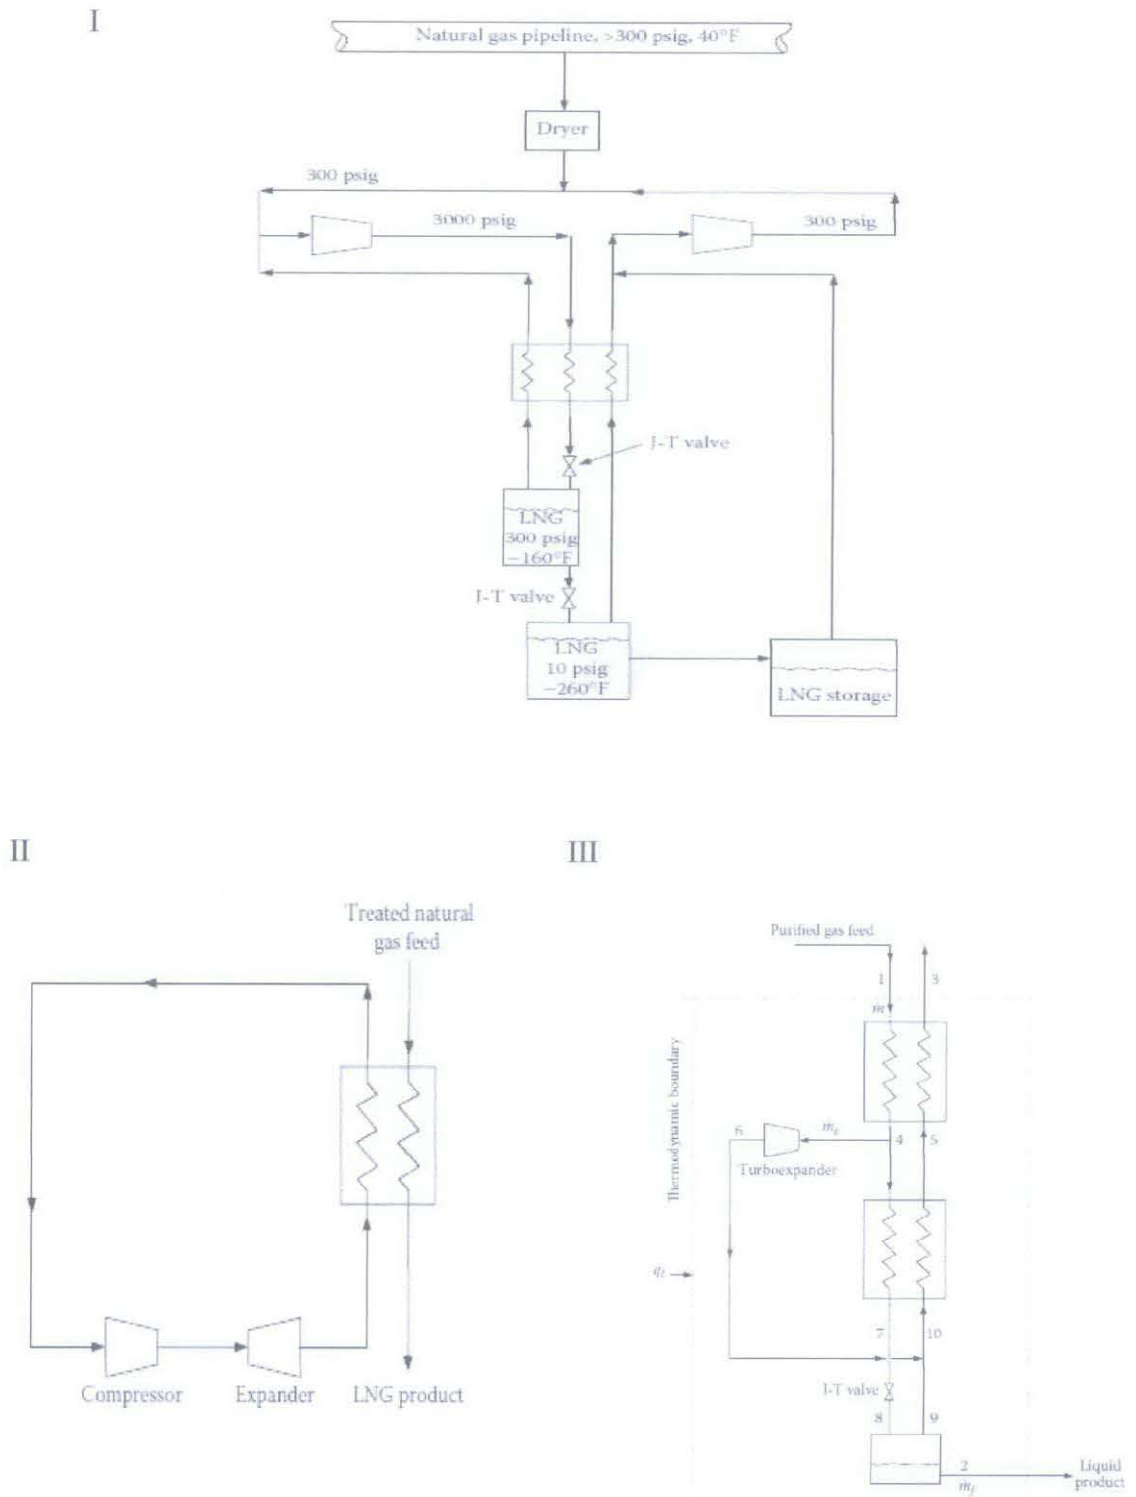 I
Natural gas pipeline, >300 psig, 40°F
Dryer
300 psig
3000 psig
300 psig
J-T valve
LNG
300 psig
−160°F
J-T valve
LNG
10 psig
−260°F
LNG storage
II
III
Treated natural
gas feed
Compressor
Expander
LNG product
Purified gas feed
1
3
ṁ
Thermodynamic boundary
6
ṁe
4
5
Turboexpander
7
10
J-T valve
8
9
2
ṁf
Liquid
product